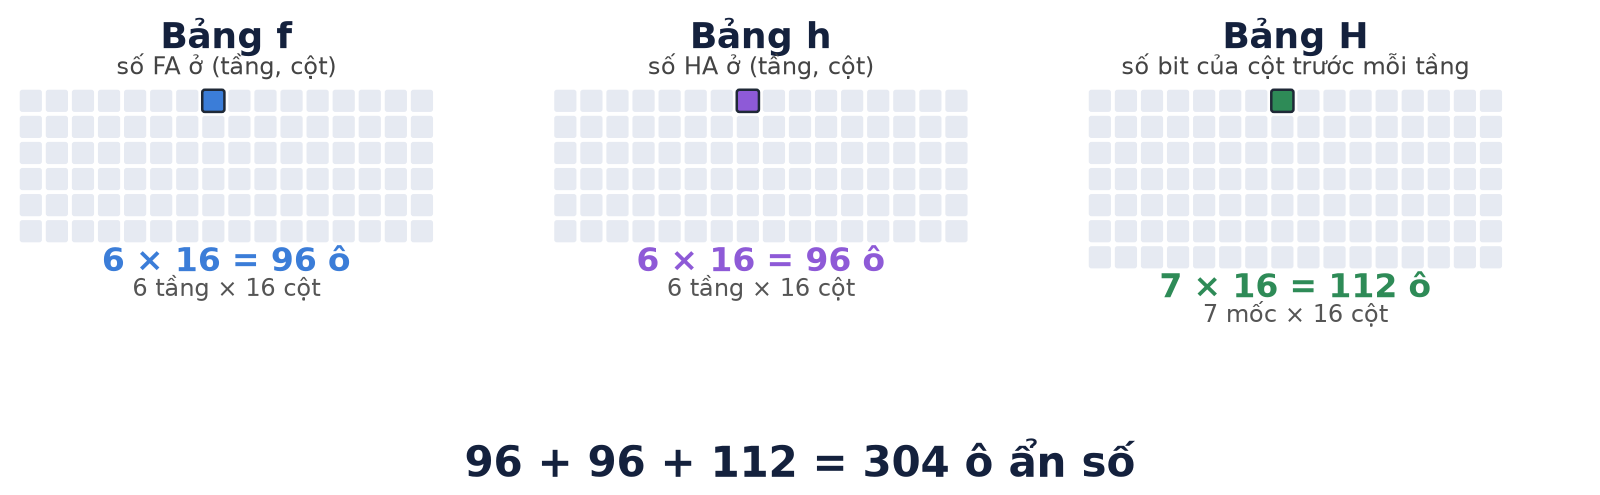 Bảng f
số FA ở (tầng, cột)
6 × 16 = 96 ô
6 tầng × 16 cột
Bảng h
số HA ở (tầng, cột)
6 × 16 = 96 ô
6 tầng × 16 cột
Bảng H
số bit của cột trước mỗi tầng
7 × 16 = 112 ô
7 mốc × 16 cột
96 + 96 + 112 = 304 ô ẩn số